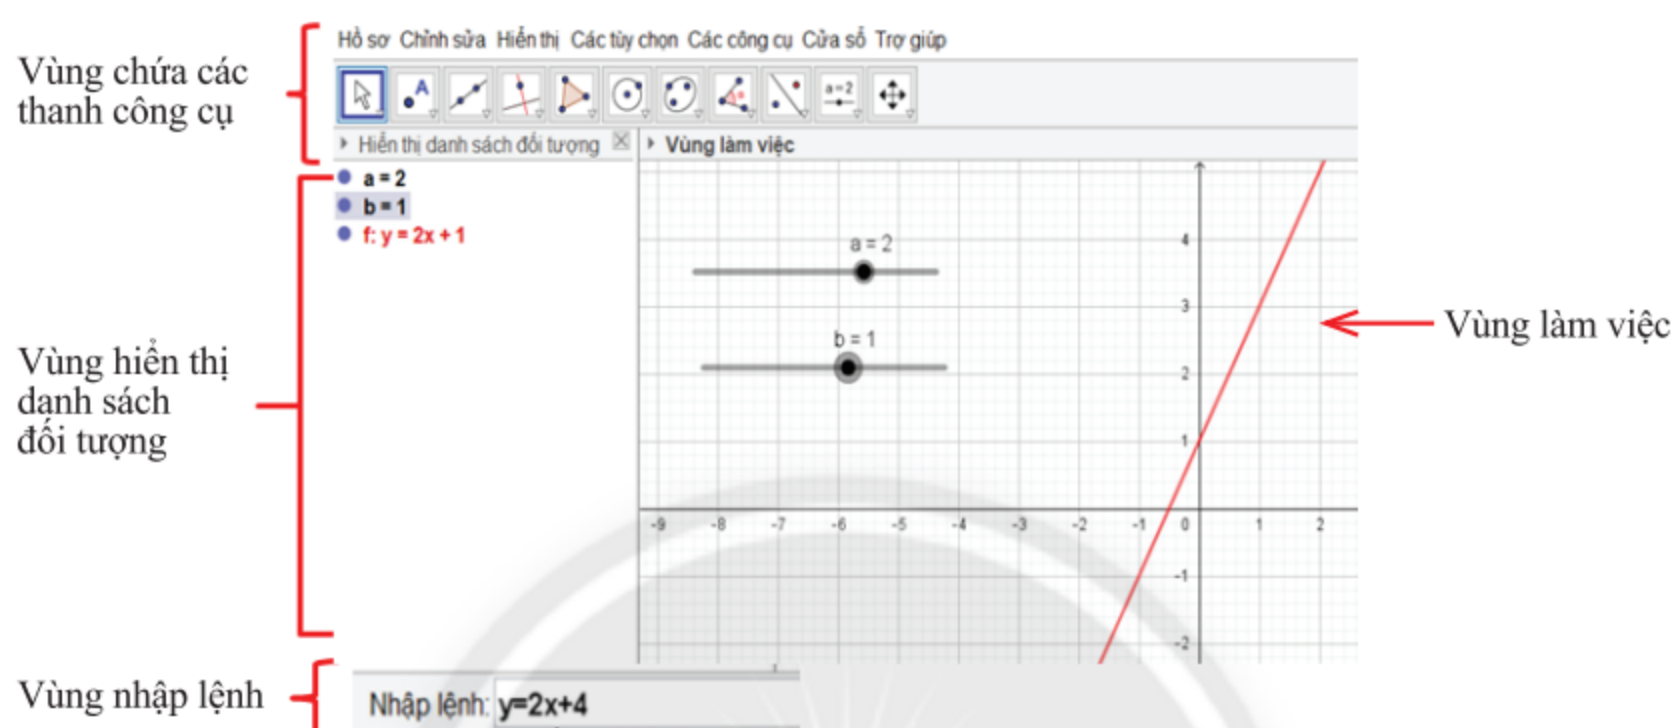 Hồ sơ Chỉnh sửa Hiển thị Các tùy chọn Các công cụ Cửa sổ Trợ giúp
Vùng chứa các
thanh công cụ
A
a=2
Hiển thị danh sách đối tượng
Vùng làm việc
a = 2
b = 1
f: y = 2x + 1
a = 2
b = 1
4
3
2
1
-9 -8 -7 -6 -5 -4 -3 -2 -1 0 1 2
-1
-2
Vùng làm việc
Vùng hiển thị
danh sách
đối tượng
Vùng nhập lệnh
Nhập lệnh: y=2x+4